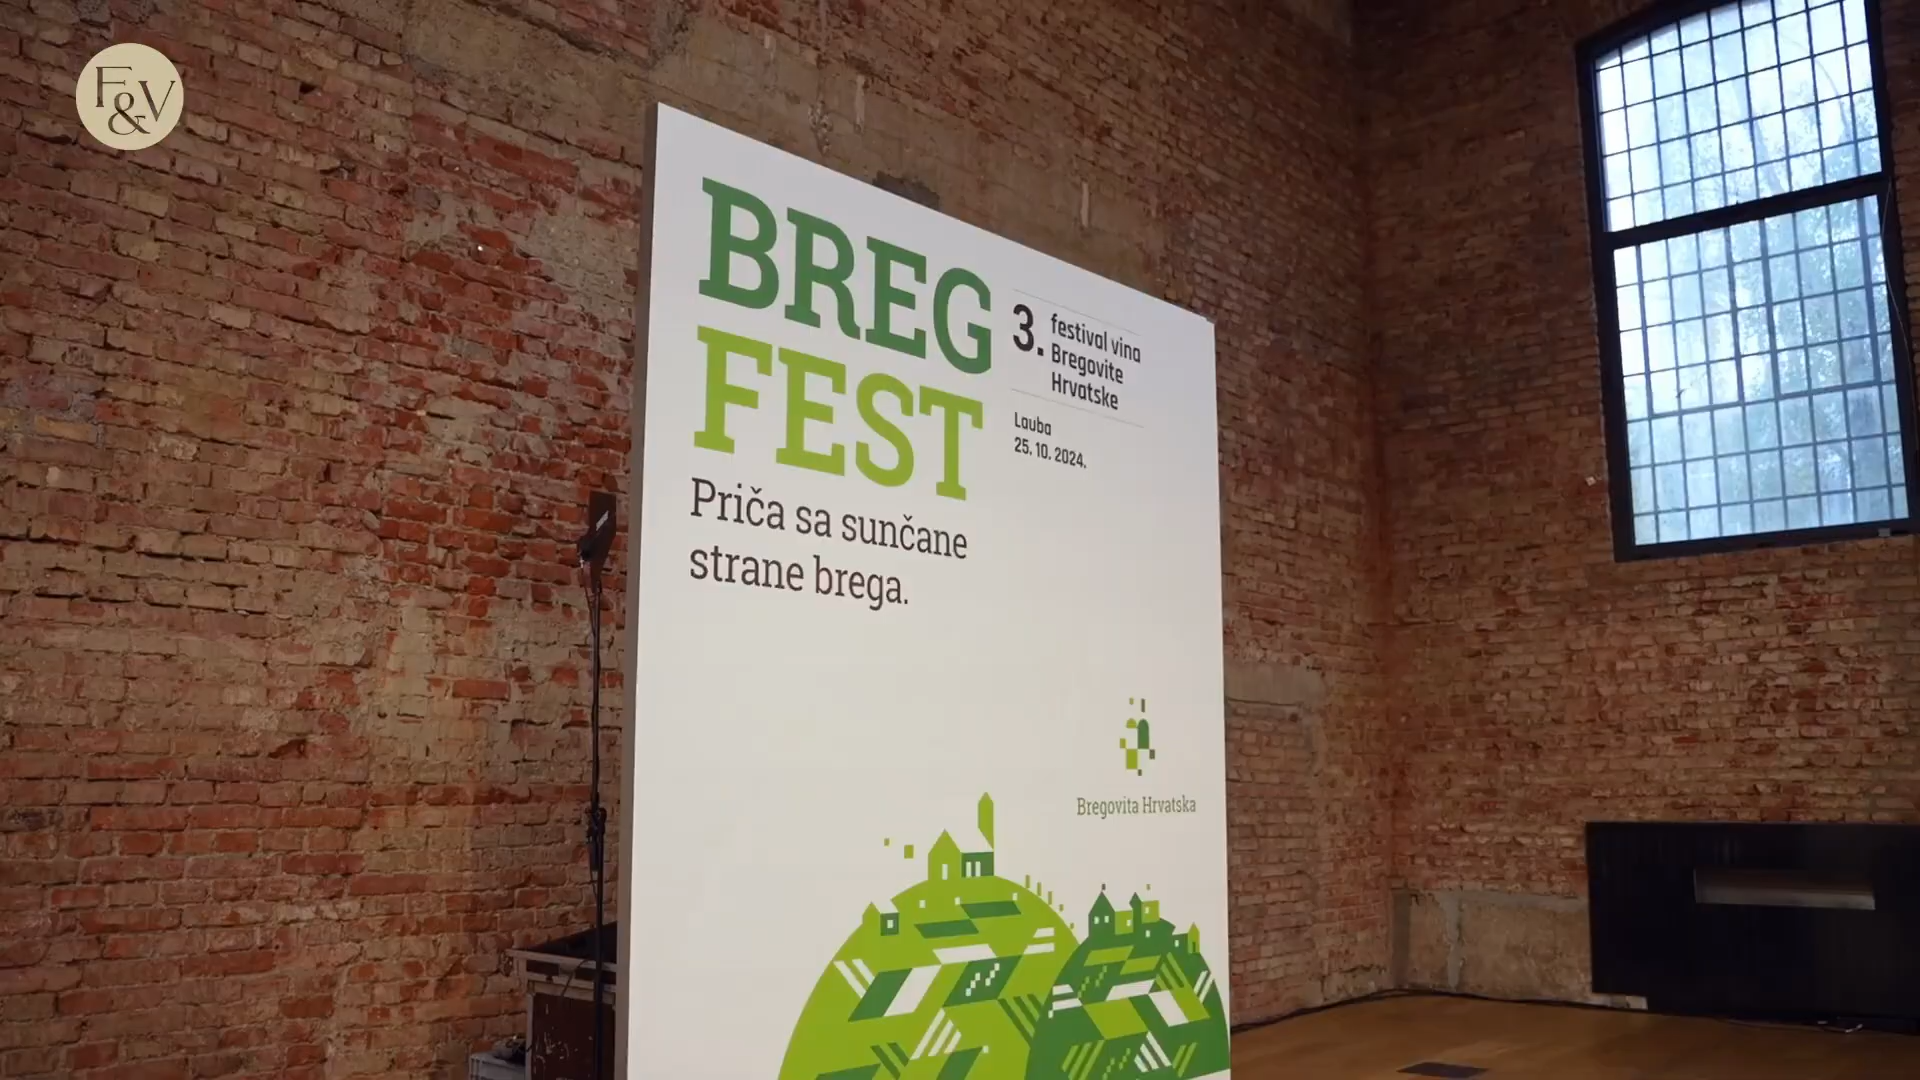 F&V
BREG
FEST
3. festival vina
Bregovite
Hrvatske
Lauba
25. 10. 2024.
Priča sa sunčane
strane brega.
Bregovita Hrvatska